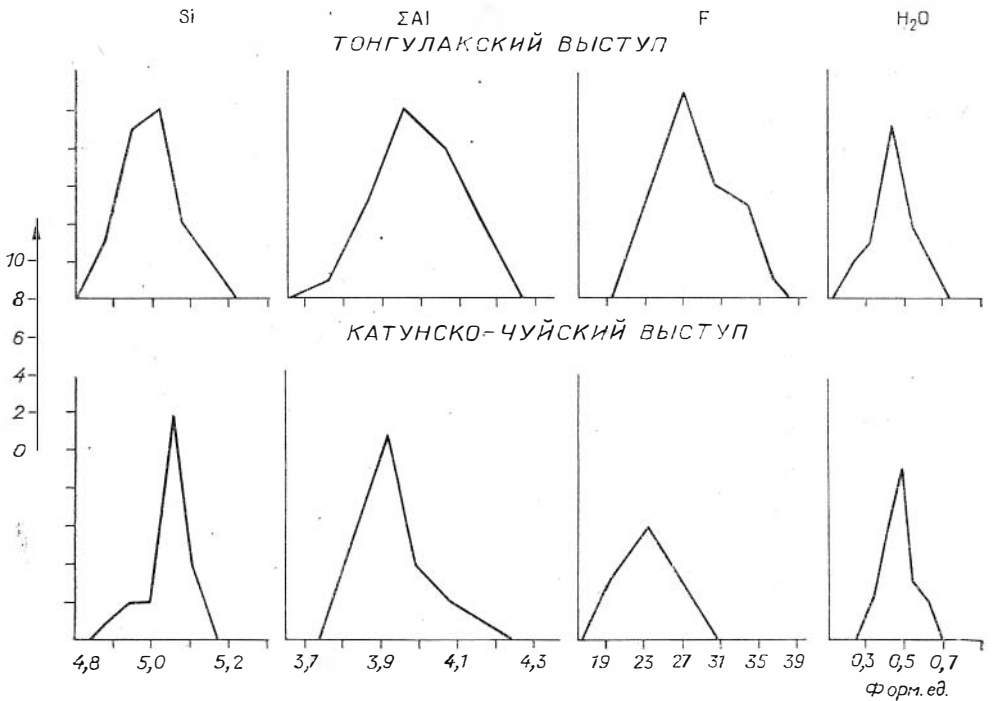 Si ΣAl F H₂O
ТОНГУЛАКСКИЙ ВЫСТУП
10
8
КАТУНСКО-ЧУЙСКИЙ ВЫСТУП
6
4
2
0
4,8 5,0 5,2 3,7 3,9 4,1 4,3 19 23 27 31 35 39 0,3 0,5 0,7
Форм.ед.